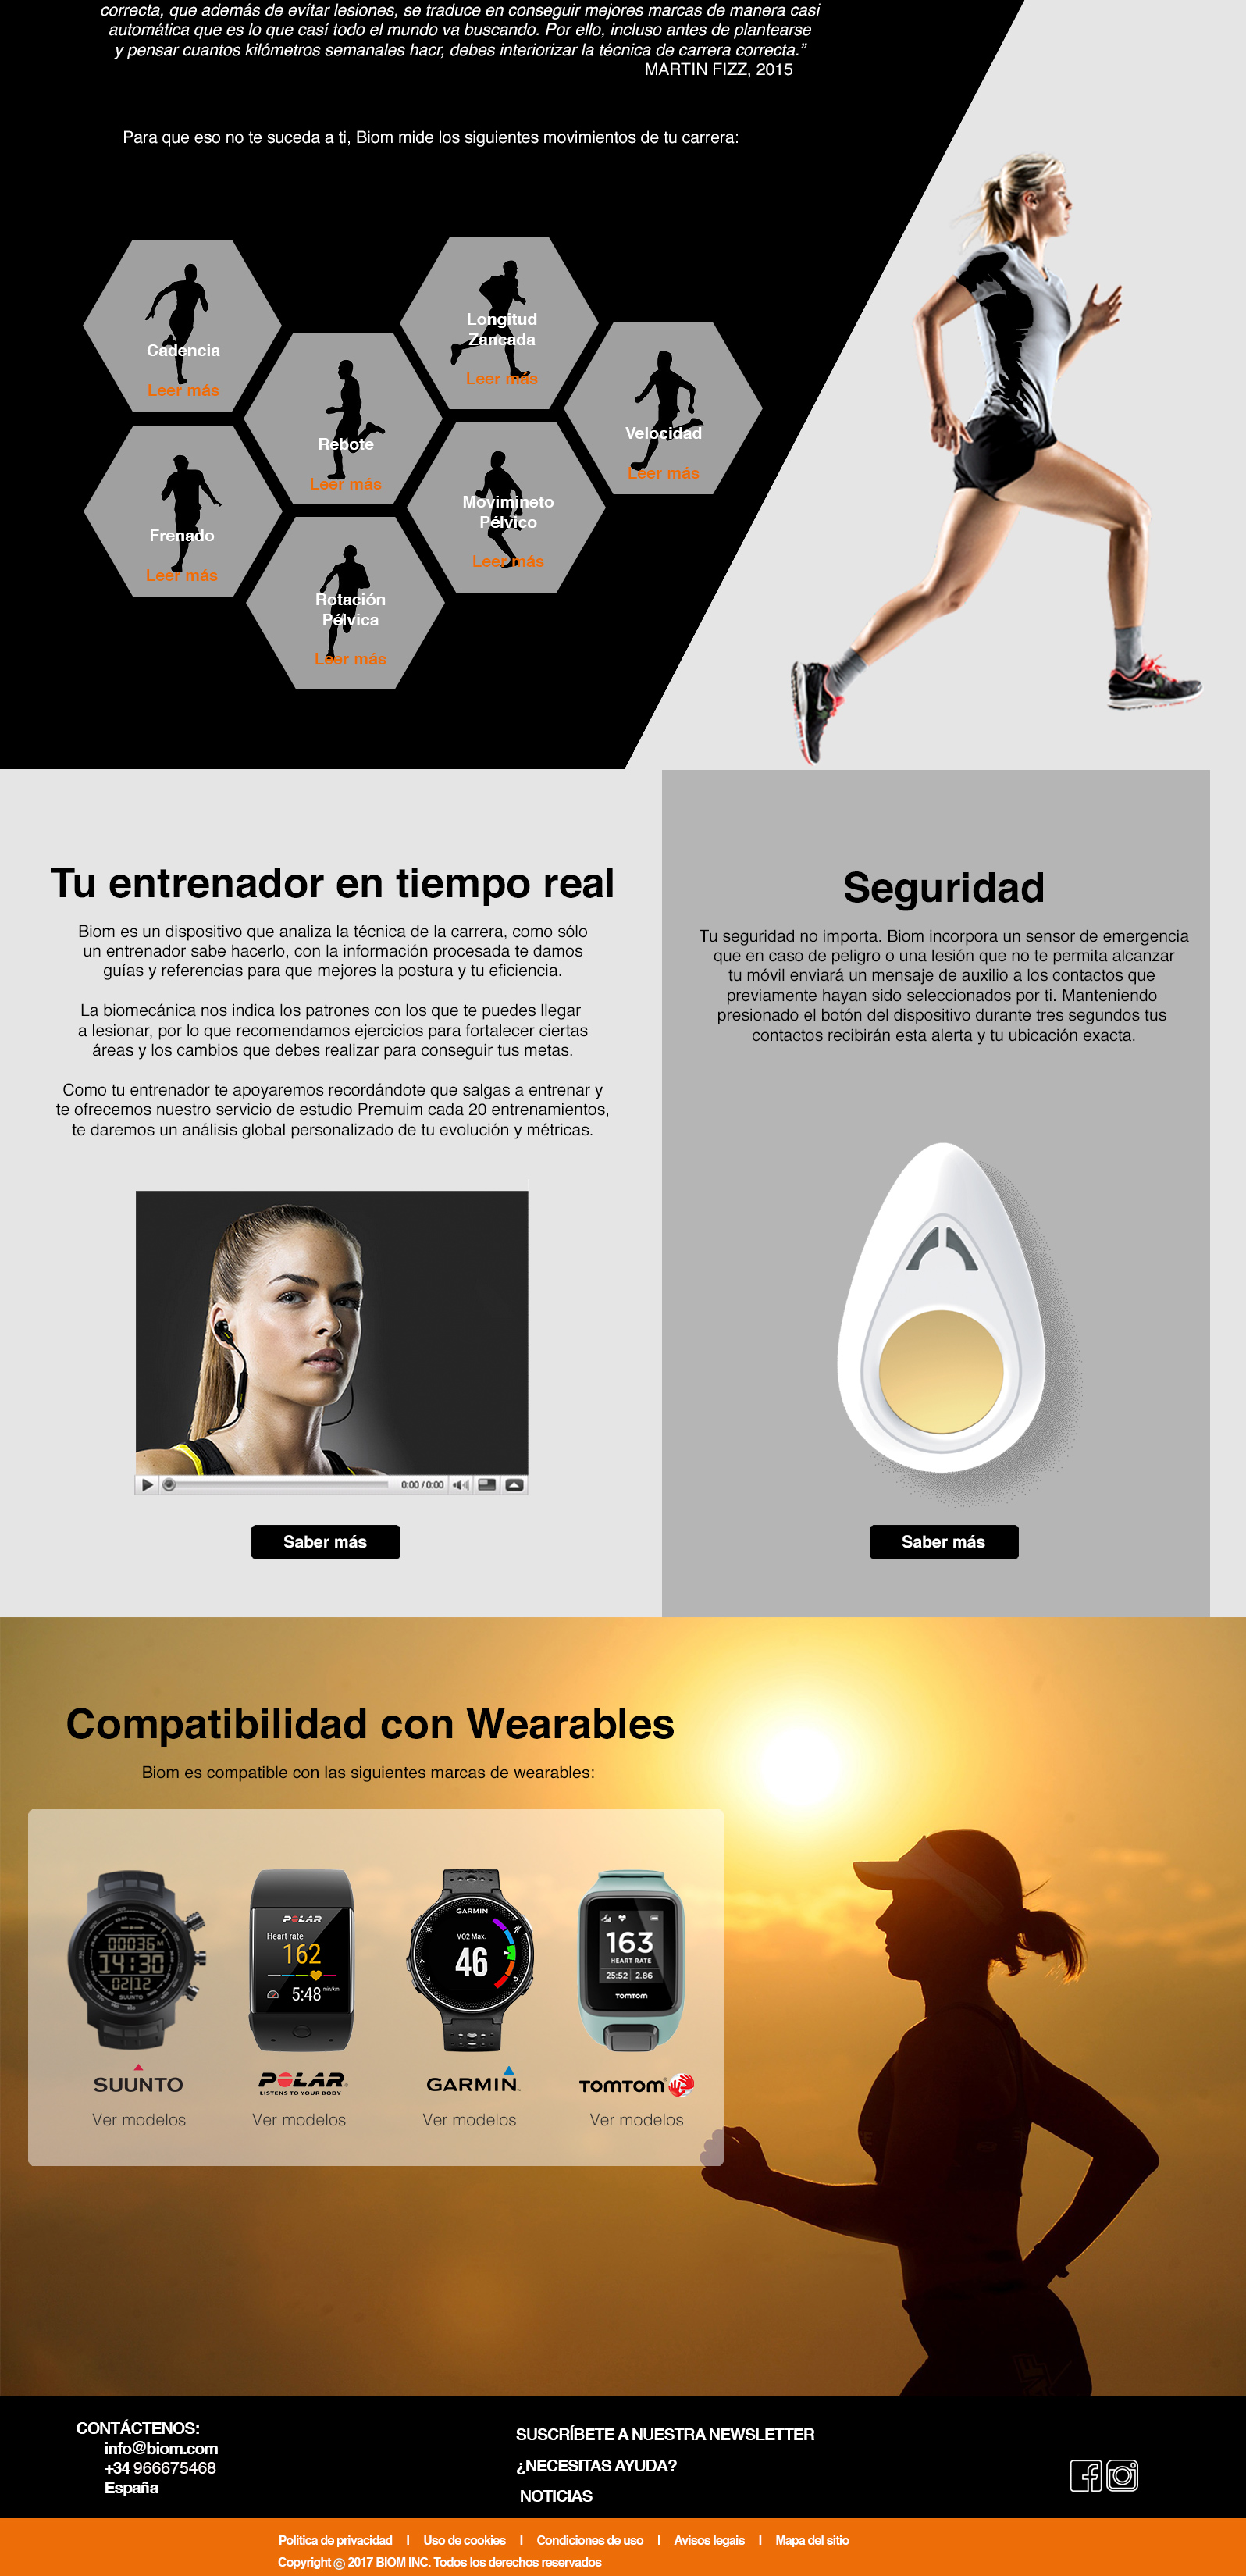 correcta, que además de evítar lesiones, se traduce en conseguir mejores marcas de manera casi
automática que es lo que casí todo el mundo va buscando. Por ello, incluso antes de plantearse
y pensar cuantos kilómetros semanales hacr, debes interiorizar la técnica de carrera correcta.”
MARTIN FIZZ, 2015
Para que eso no te suceda a ti, Biom mide los siguientes movimientos de tu carrera:
Cadencia
Leer más
Longitud
Zancada
Leer más
Rebote
Leer más
Velocidad
Leer más
Frenado
Leer más
Movimineto
Pélvico
Leer más
Rotación
Pélvica
Leer más
Tu entrenador en tiempo real
Biom es un dispositivo que analiza la técnica de la carrera, como sólo
un entrenador sabe hacerlo, con la información procesada te damos
guías y referencias para que mejores la postura y tu eficiencia.
La biomecánica nos indica los patrones con los que te puedes llegar
a lesionar, por lo que recomendamos ejercicios para fortalecer ciertas
áreas y los cambios que debes realizar para conseguir tus metas.
Como tu entrenador te apoyaremos recordándote que salgas a entrenar y
te ofrecemos nuestro servicio de estudio Premuim cada 20 entrenamientos,
te daremos un análisis global personalizado de tu evolución y métricas.
0:00 / 0:00
Saber más
Seguridad
Tu seguridad no importa. Biom incorpora un sensor de emergencia
que en caso de peligro o una lesión que no te permita alcanzar
tu móvil enviará un mensaje de auxilio a los contactos que
previamente hayan sido seleccionados por ti. Manteniendo
presionado el botón del dispositivo durante tres segundos tus
contactos recibirán esta alerta y tu ubicación exacta.
Saber más
Compatibilidad con Wearables
Biom es compatible con las siguientes marcas de wearables:
00036 M
14:30
02|12
SUUNTO
POLAR
Heart rate
162
5:48 min/km
GARMIN
VO2 Max.
46
163
HEART RATE
25:52 2.86
TOMTOM
SUUNTO
POLAR
LISTENS TO YOUR BODY
GARMIN
TOMTOM
Ver modelos
Ver modelos
Ver modelos
Ver modelos
CONTÁCTENOS:
info@biom.com
+34 966675468
España
SUSCRÍBETE A NUESTRA NEWSLETTER
¿NECESITAS AYUDA?
NOTICIAS
Política de privacidad I Uso de cookies I Condiciones de uso I Avisos legales I Mapa del sitio
Copyright © 2017 BIOM INC. Todos los derechos reservados